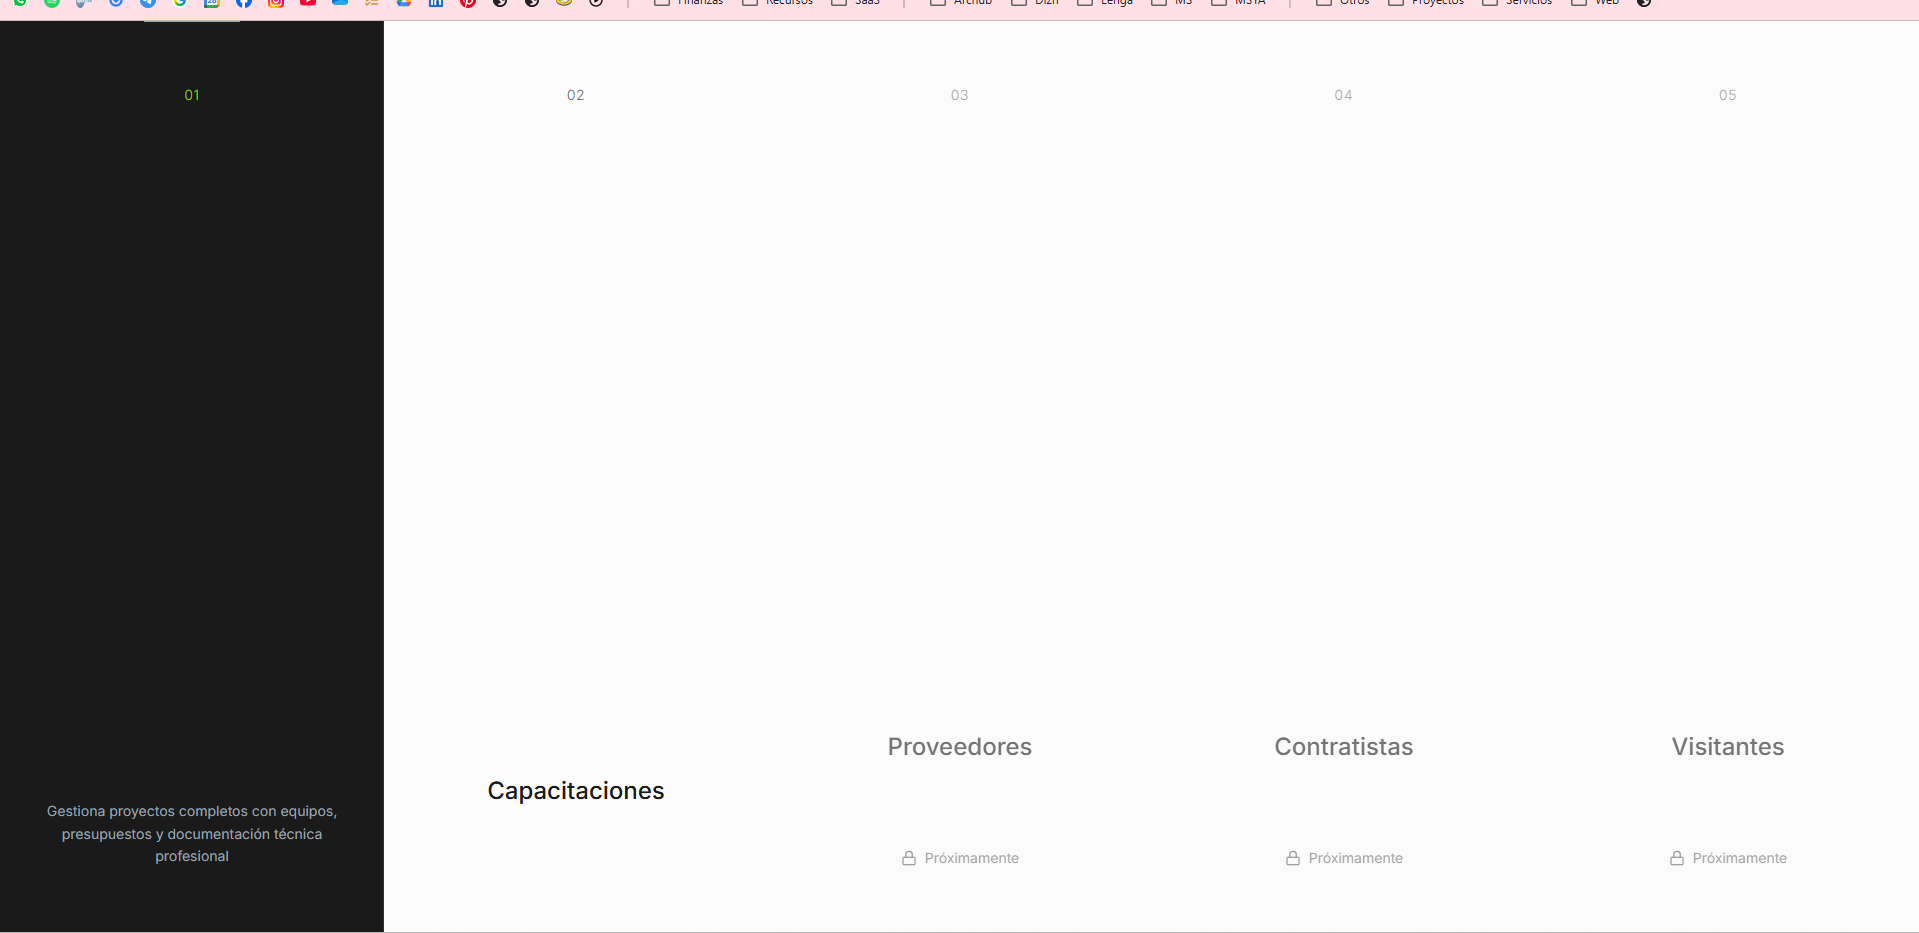 Finanzas Recursos SaaS Archub Dizn Lenga MS MSYA Otros Proyectos Servicios Web
01 02 03 04 05
Proveedores Contratistas Visitantes
Capacitaciones
Gestiona proyectos completos con equipos,
presupuestos y documentación técnica
profesional
Próximamente Próximamente Próximamente